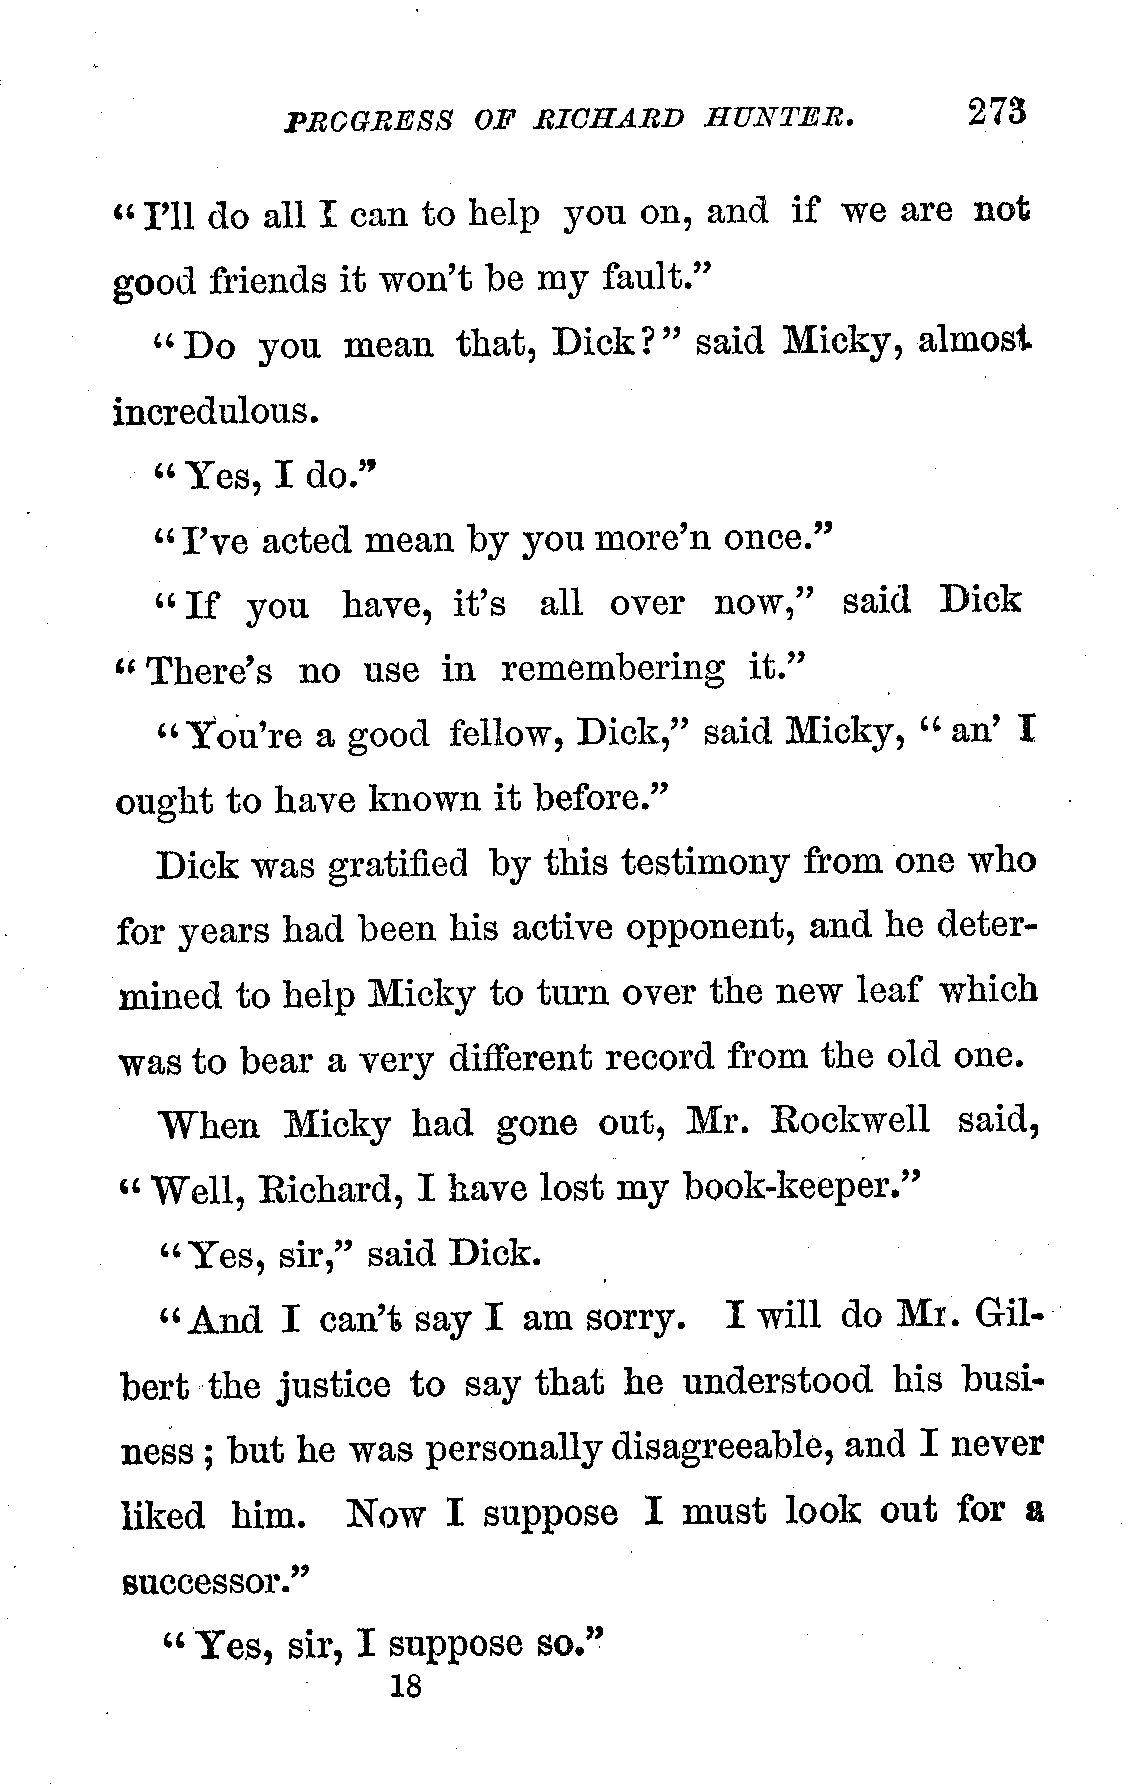 PROGRESS OF RICHARD HUNTER. 273
“I’ll do all I can to help you on, and if we are not
good friends it won’t be my fault.”
“Do you mean that, Dick?” said Micky, almost
incredulous.
“Yes, I do.”
“I’ve acted mean by you more’n once.”
“If you have, it’s all over now,” said Dick
“There’s no use in remembering it.”
“You’re a good fellow, Dick,” said Micky, “an’ I
ought to have known it before.”
Dick was gratified by this testimony from one who
for years had been his active opponent, and he deter-
mined to help Micky to turn over the new leaf which
was to bear a very different record from the old one.
When Micky had gone out, Mr. Rockwell said,
“Well, Richard, I have lost my book-keeper.”
“Yes, sir,” said Dick.
“And I can’t say I am sorry. I will do Mr. Gil-
bert the justice to say that he understood his busi-
ness; but he was personally disagreeable, and I never
liked him. Now I suppose I must look out for a
successor.”
“Yes, sir, I suppose so.”
18